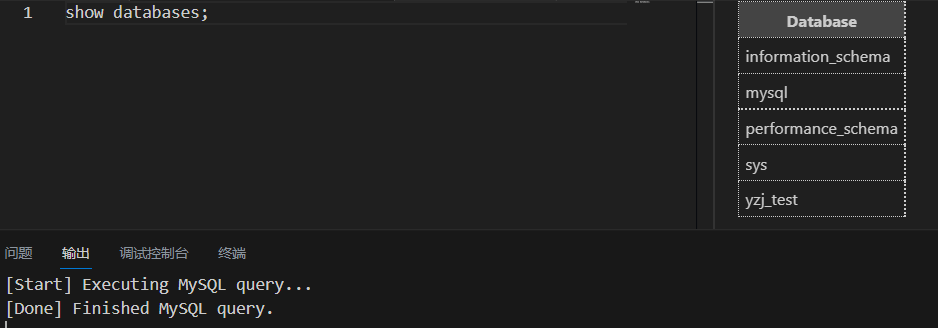 1 show databases;
Database
information_schema
mysql
performance_schema
sys
yzj_test
问题 输出 调试控制台 终端
[Start] Executing MySQL query...
[Done] Finished MySQL query.